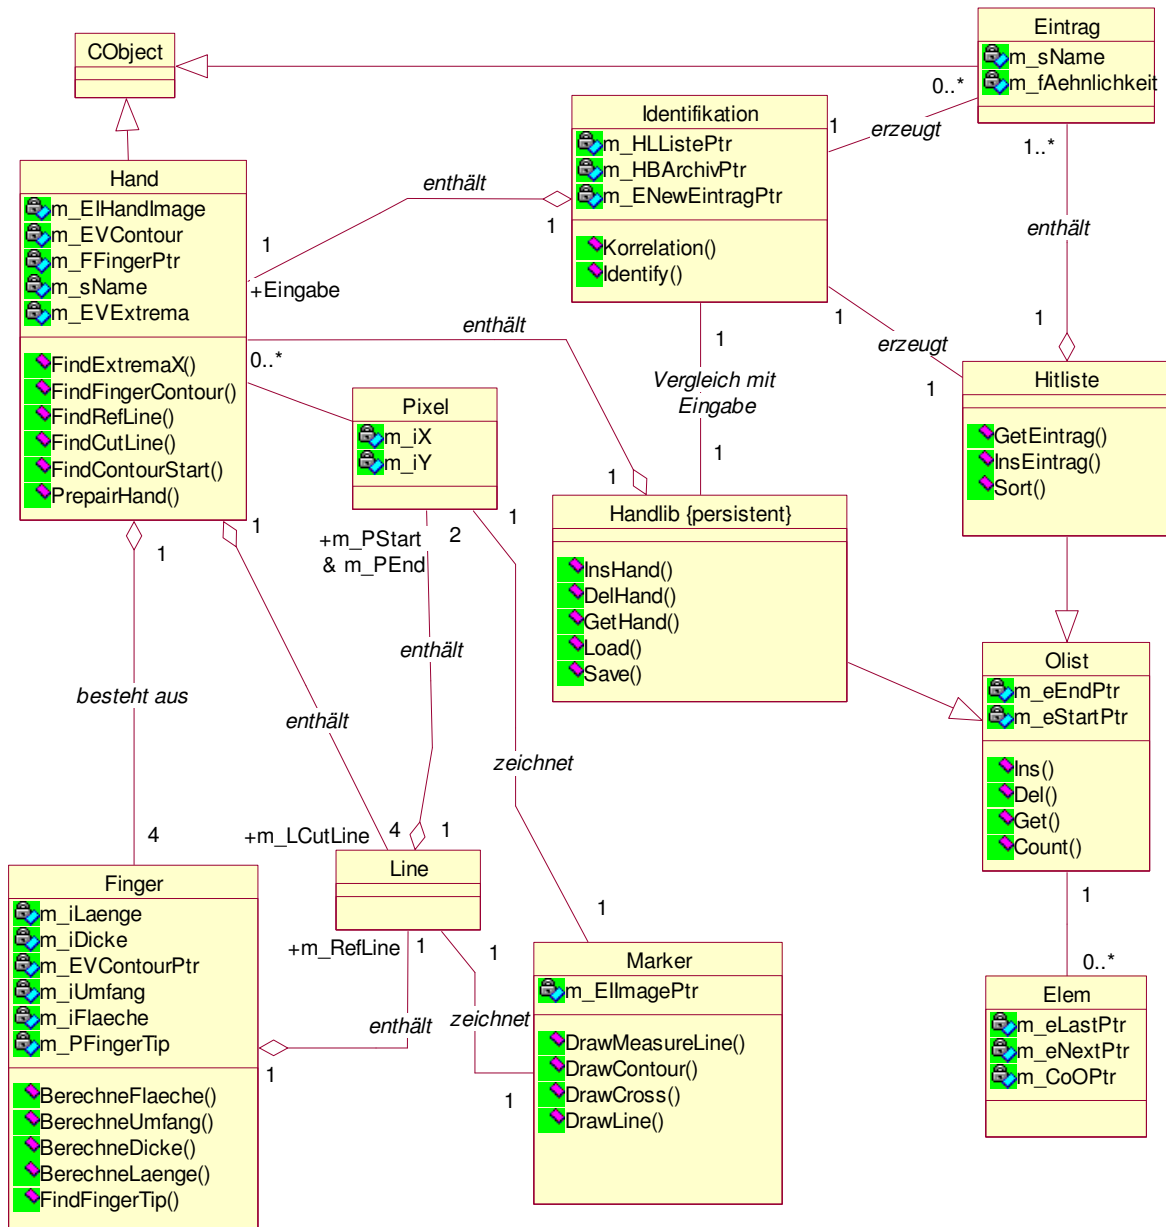 CObject
Eintrag
m_sName
m_fAehnlichkeit
0..*
1..*
Identifikation
m_HLListePtr
m_HBArchivPtr
m_ENewEintragPtr
Korrelation()
Identify()
1
erzeugt
enthält
1
Hand
m_EIHandImage
m_EVContour
m_FFingerPtr
m_sName
m_EVExtrema
FindExtremaX()
FindFingerContour()
FindRefLine()
FindCutLine()
FindContourStart()
PrepairHand()
1
+Eingabe
enthält
0..*
1
Vergleich mit
Eingabe
1
1
erzeugt
1
enthält
1
Hitliste
GetEintrag()
InsEintrag()
Sort()
Pixel
m_iX
m_iY
+m_PStart
& m_PEnd
2
1
1
Handlib {persistent}
InsHand()
DelHand()
GetHand()
Load()
Save()
1
1
besteht aus
enthält
enthält
zeichnet
Olist
m_eEndPtr
m_eStartPtr
Ins()
Del()
Get()
Count()
4
+m_LCutLine
4
1
Line
+m_RefLine
1
1
1
Finger
m_iLaenge
m_iDicke
m_EVContourPtr
m_iUmfang
m_iFlaeche
m_PFingerTip
BerechneFlaeche()
BerechneUmfang()
BerechneDicke()
BerechneLaenge()
FindFingerTip()
enthält
1
zeichnet
1
Marker
m_EIImagePtr
DrawMeasureLine()
DrawContour()
DrawCross()
DrawLine()
1
0..*
Elem
m_eLastPtr
m_eNextPtr
m_CoOPtr